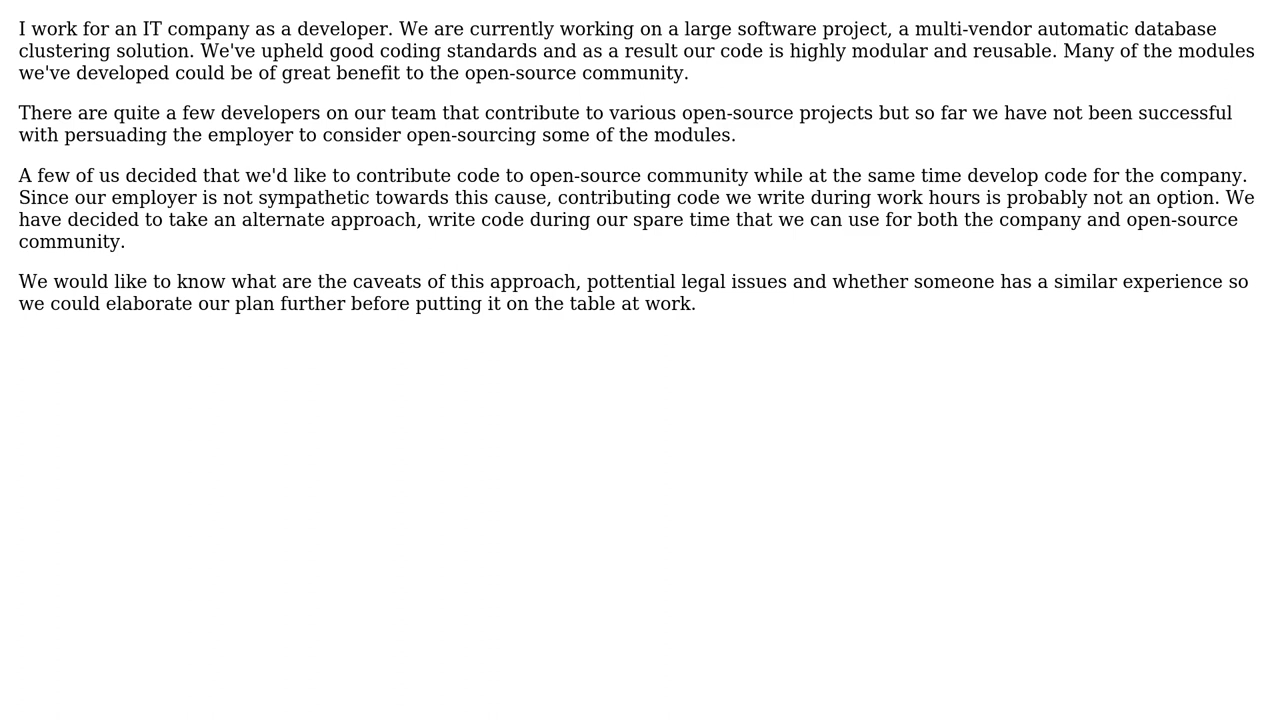 I work for an IT company as a developer. We are currently working on a large software project, a multi-vendor automatic database
clustering solution. We've upheld good coding standards and as a result our code is highly modular and reusable. Many of the modules
we've developed could be of great benefit to the open-source community.
There are quite a few developers on our team that contribute to various open-source projects but so far we have not been successful
with persuading the employer to consider open-sourcing some of the modules.
A few of us decided that we'd like to contribute code to open-source community while at the same time develop code for the company.
Since our employer is not sympathetic towards this cause, contributing code we write during work hours is probably not an option. We
have decided to take an alternate approach, write code during our spare time that we can use for both the company and open-source
community.
We would like to know what are the caveats of this approach, pottential legal issues and whether someone has a similar experience so
we could elaborate our plan further before putting it on the table at work.